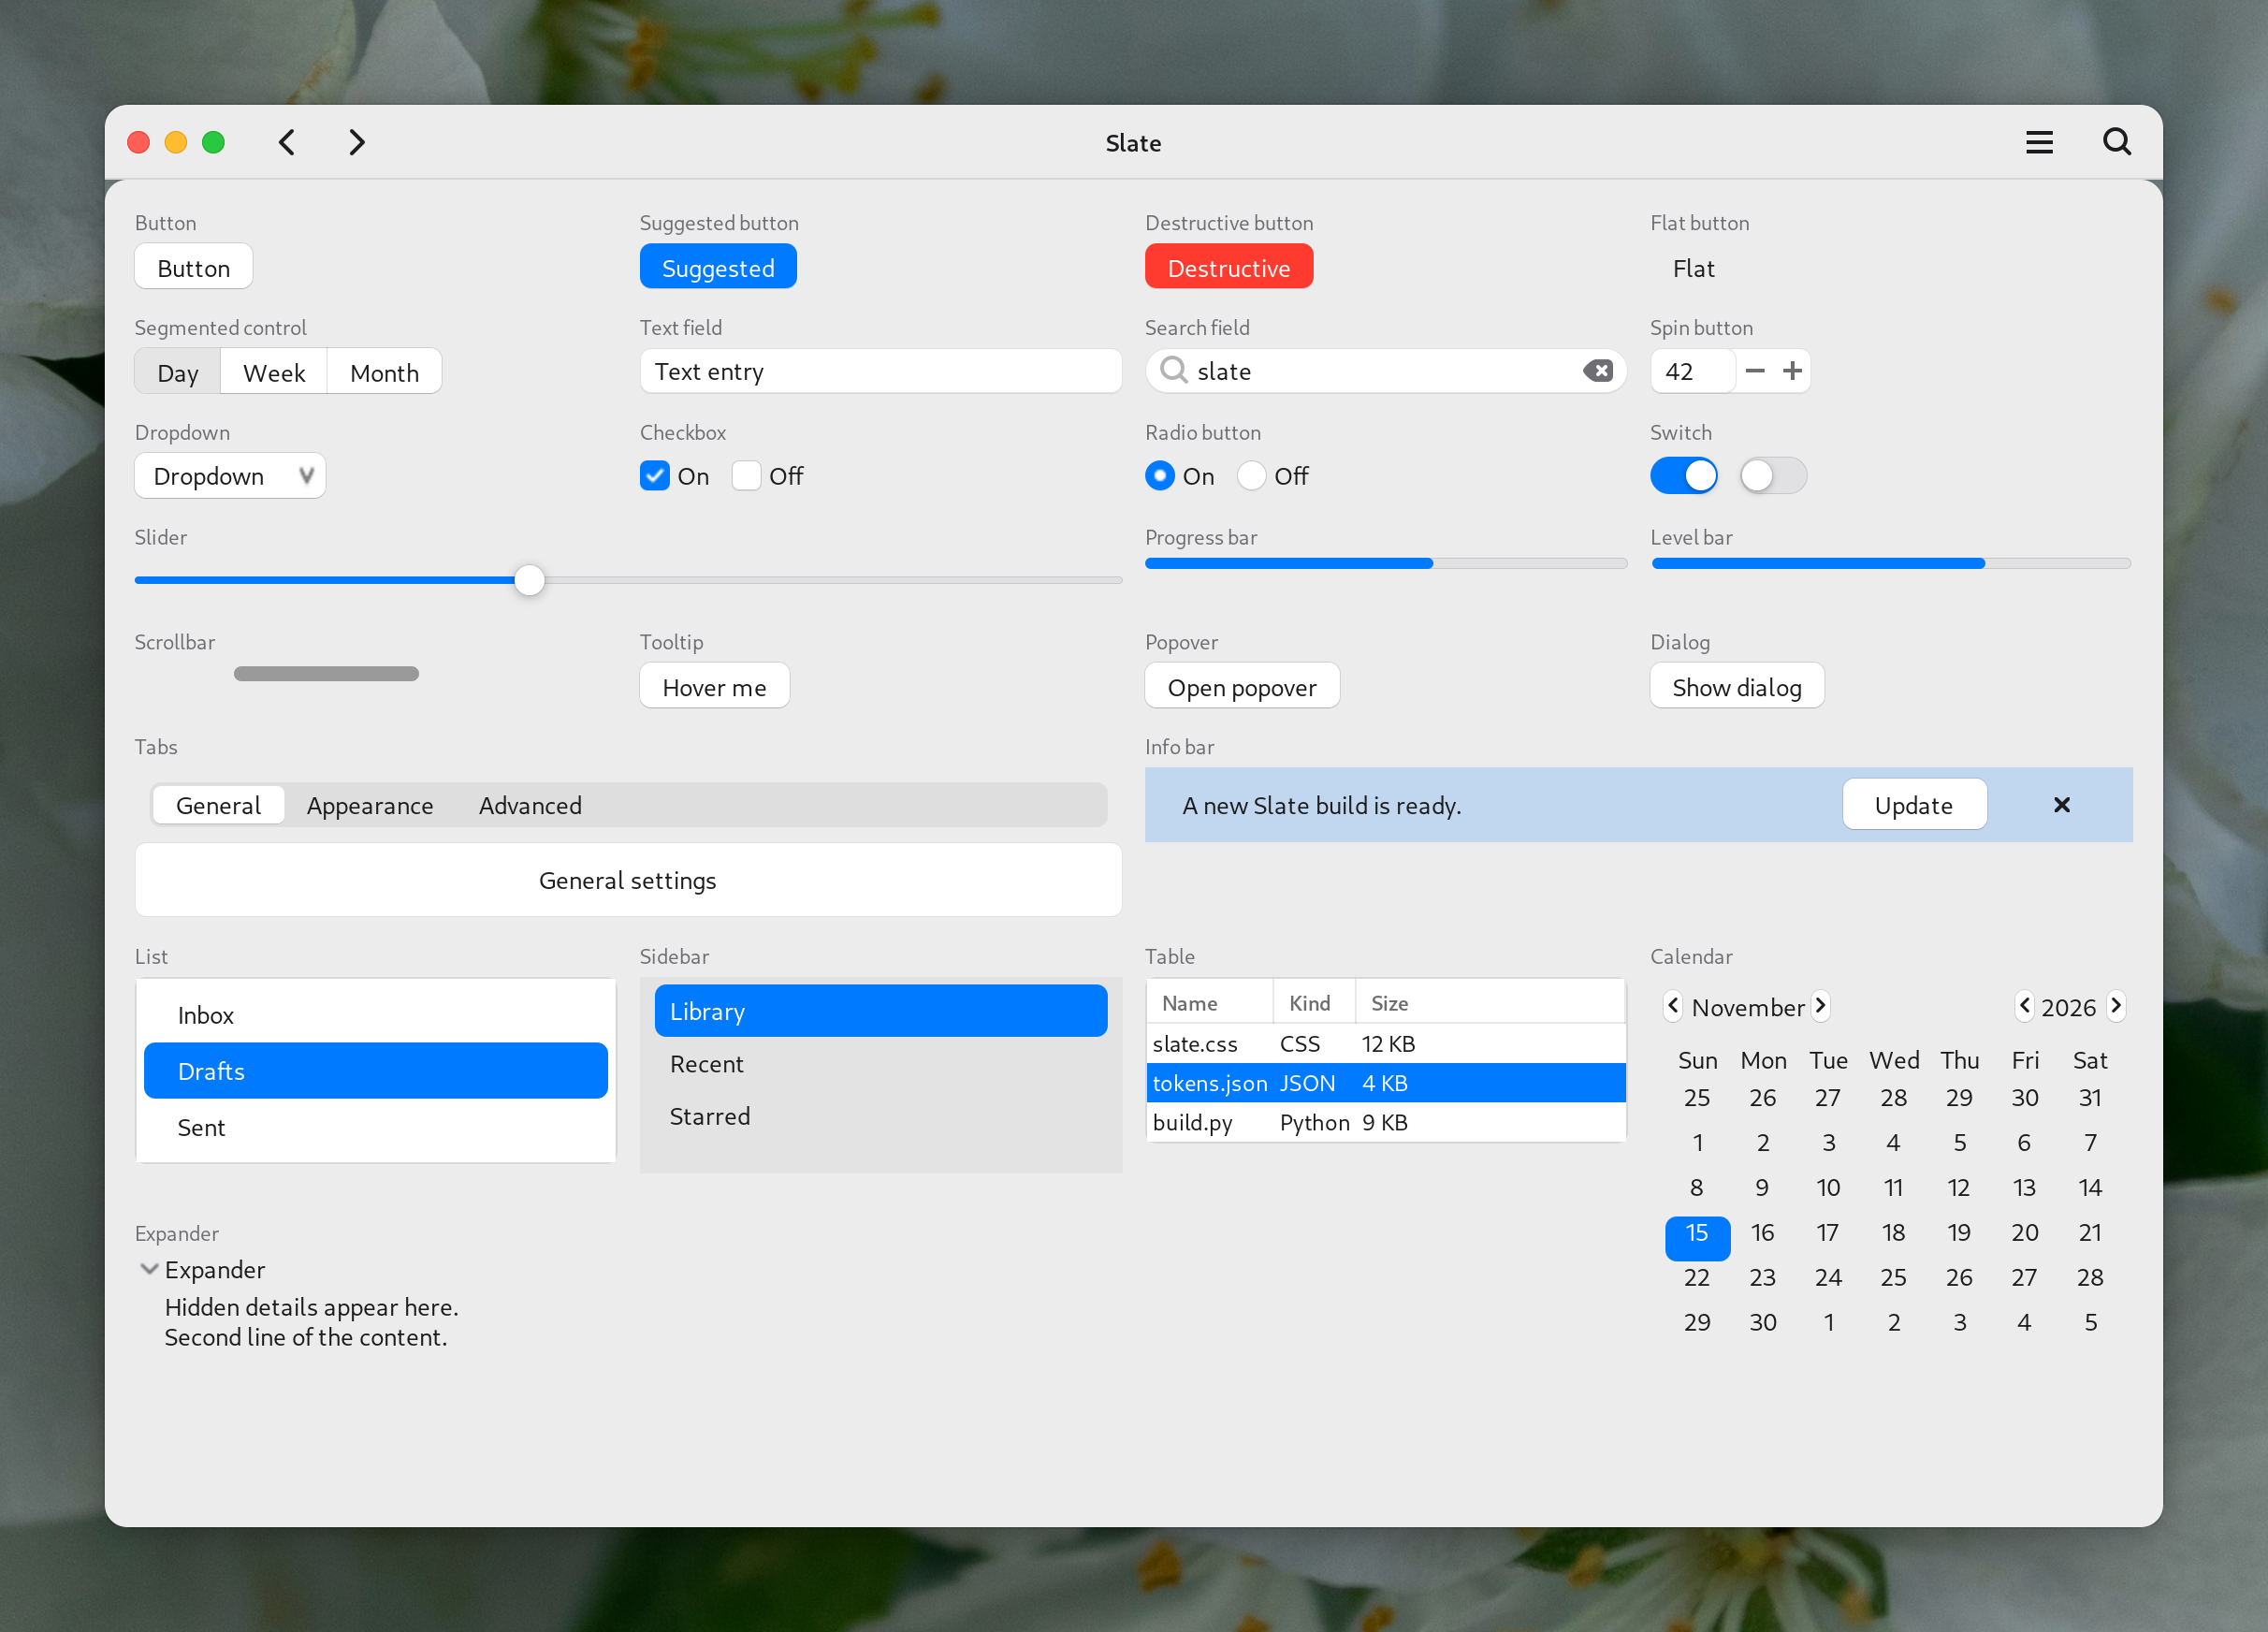 Slate
Button
Suggested button
Destructive button
Flat button
Button
Suggested
Destructive
Flat
Segmented control
Text field
Search field
Spin button
Day
Week
Month
Text entry
slate
42
Dropdown
Checkbox
Radio button
Switch
Dropdown
On
Off
On
Off
Slider
Progress bar
Level bar
Scrollbar
Tooltip
Popover
Dialog
Hover me
Open popover
Show dialog
Tabs
Info bar
General
Appearance
Advanced
A new Slate build is ready.
Update
General settings
List
Sidebar
Table
Calendar
Inbox
Drafts
Sent
Library
Recent
Starred
Name Kind Size
slate.css CSS 12 KB
tokens.json JSON 4 KB
build.py Python 9 KB
November 2026
Sun Mon Tue Wed Thu Fri Sat
25 26 27 28 29 30 31
1 2 3 4 5 6 7
8 9 10 11 12 13 14
15 16 17 18 19 20 21
22 23 24 25 26 27 28
29 30 1 2 3 4 5
Expander
Expander
Hidden details appear here.
Second line of the content.